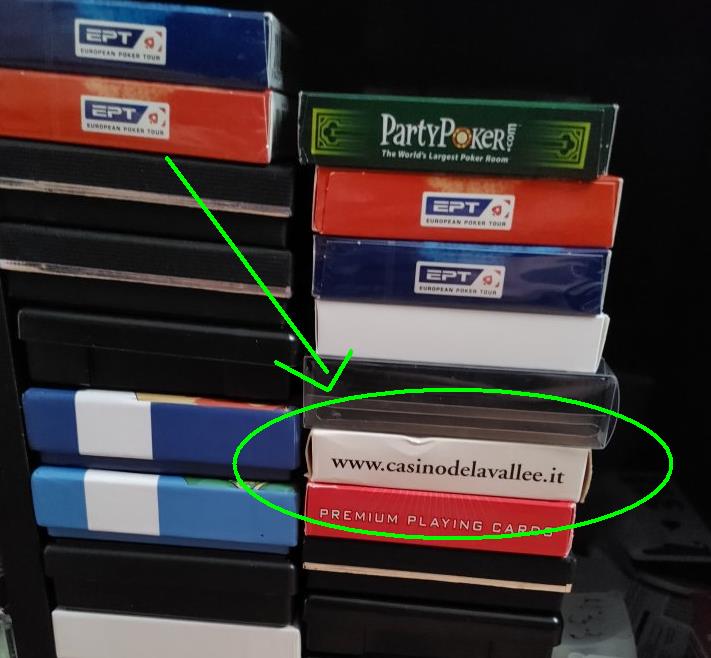 EPT
EUROPEAN POKER TOUR
EPT
EUROPEAN POKER TOUR
PARTYPOKER.com
The World's Largest Poker Room
EPT
EUROPEAN POKER TOUR
EPT
EUROPEAN POKER TOUR
www.casinodelavallee.it
PREMIUM PLAYING CARDS